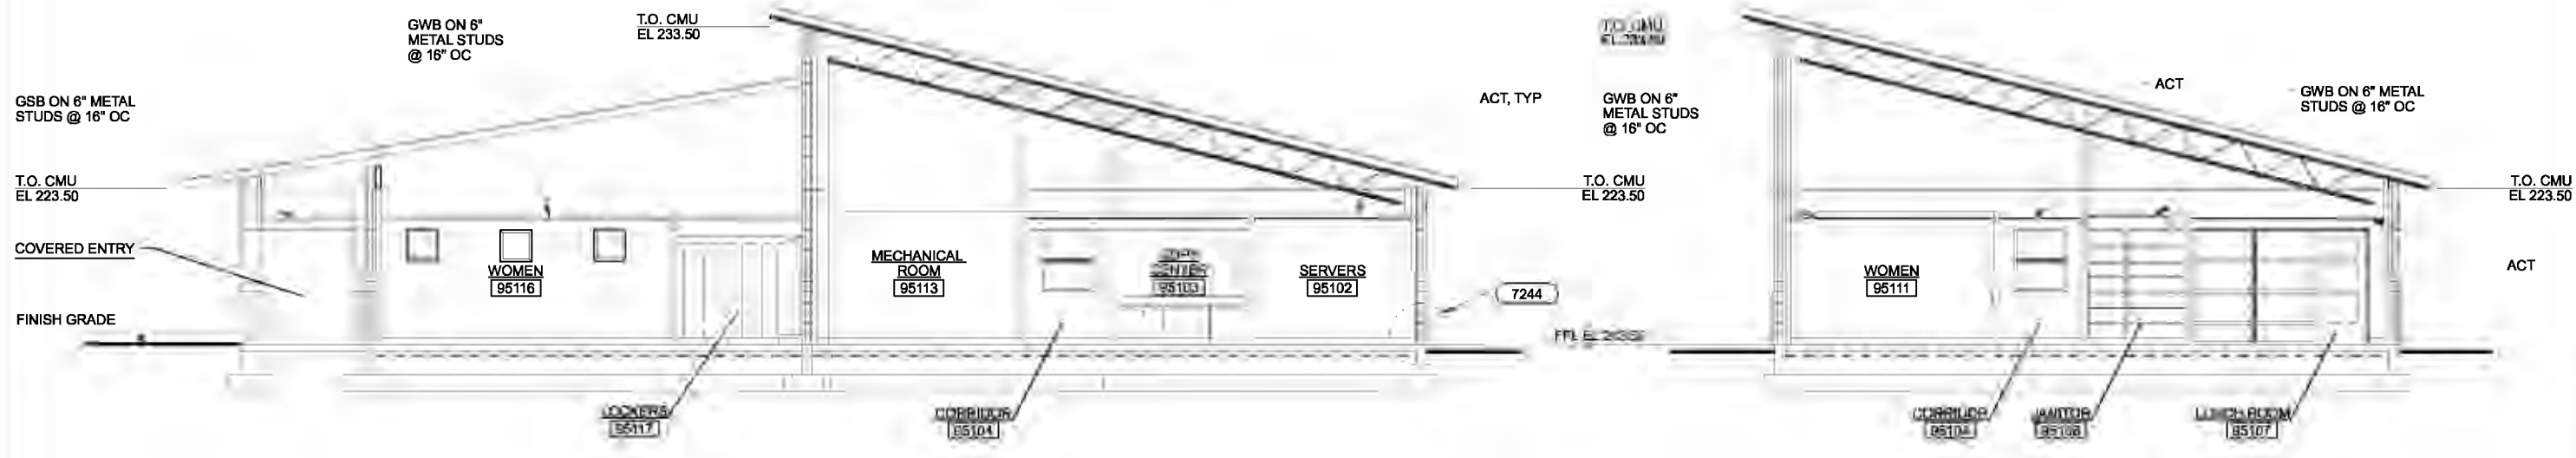 GWB ON 6"
METAL STUDS
@ 16" OC
T.O. CMU
EL 233.50
GSB ON 6" METAL
STUDS @ 16" OC
T.O. CMU
EL 223.50
COVERED ENTRY
FINISH GRADE
WOMEN
95116
MECHANICAL
ROOM
95113
CENTER
95103
SERVERS
95102
7244
LOCKERS
95117
CORRIDOR
95104
ACT, TYP
T.O. CMU
EL 223.50
T.O. CMU
GWB ON 6"
METAL STUDS
@ 16" OC
ACT
GWB ON 6" METAL
STUDS @ 16" OC
T.O. CMU
EL 223.50
ACT
WOMEN
95111
CORRIDOR
95104
JANITOR
LUNCH ROOM
95107